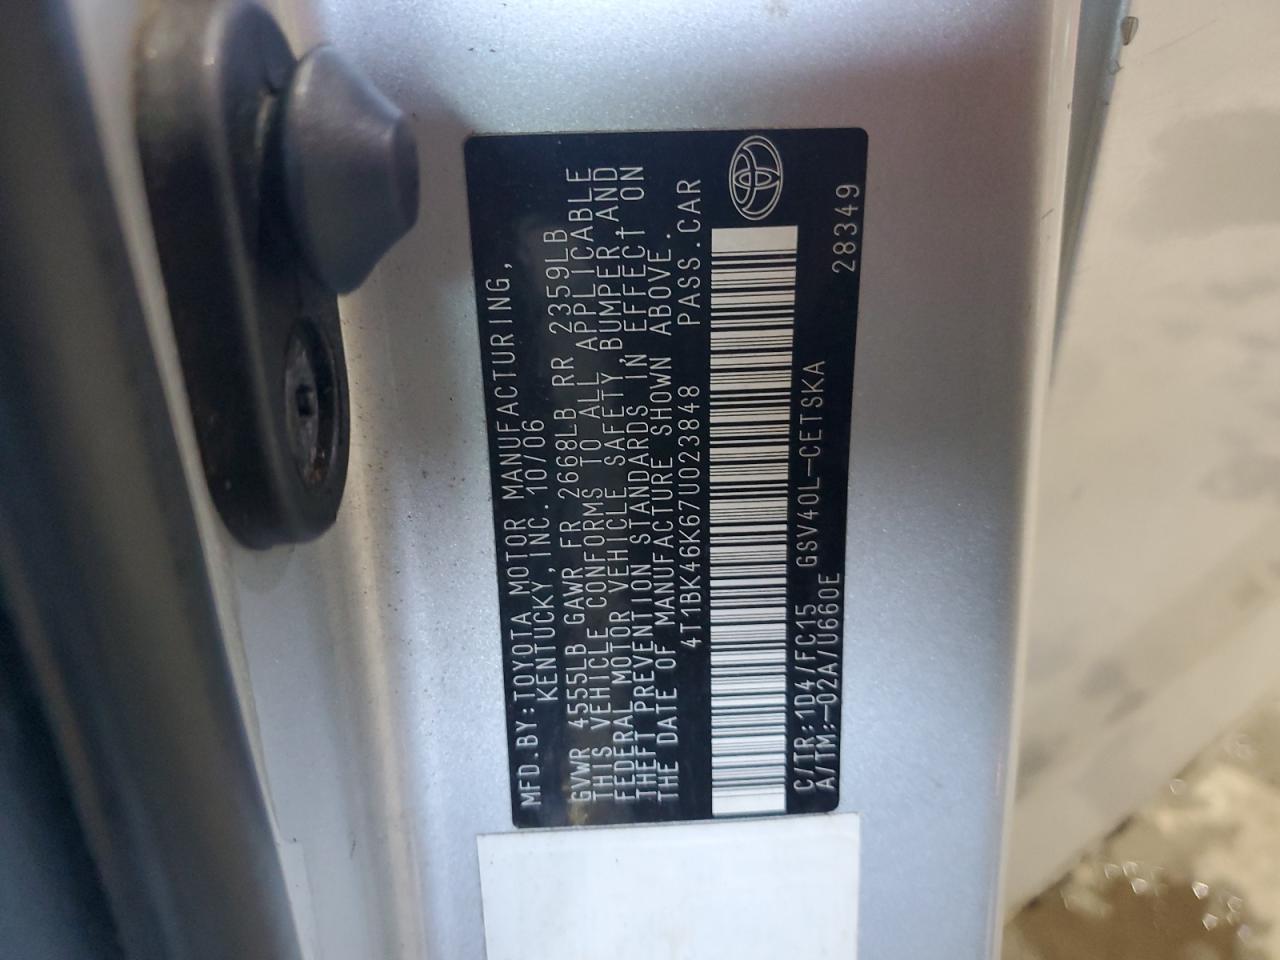 MFD.BY:TOYOTA MOTOR MANUFACTURING,
KENTUCKY,INC.10/06
GVWR 4555LB GAWR FR 2668LB RR 2359LB
THIS VEHICLE CONFORMS TO ALL APPLICABLE
FEDERAL MOTOR VEHICLE SAFETY,BUMPER,AND
THEFT PREVENTION STANDARDS IN EFFECT ON
THE DATE OF MANUFACTURE SHOWN ABOVE.
4T1BK46K67U023848 PASS.CAR
C/TR:1D4/FC15 GSV40L-CETSKA
A/TM:-02A/U660E 28349